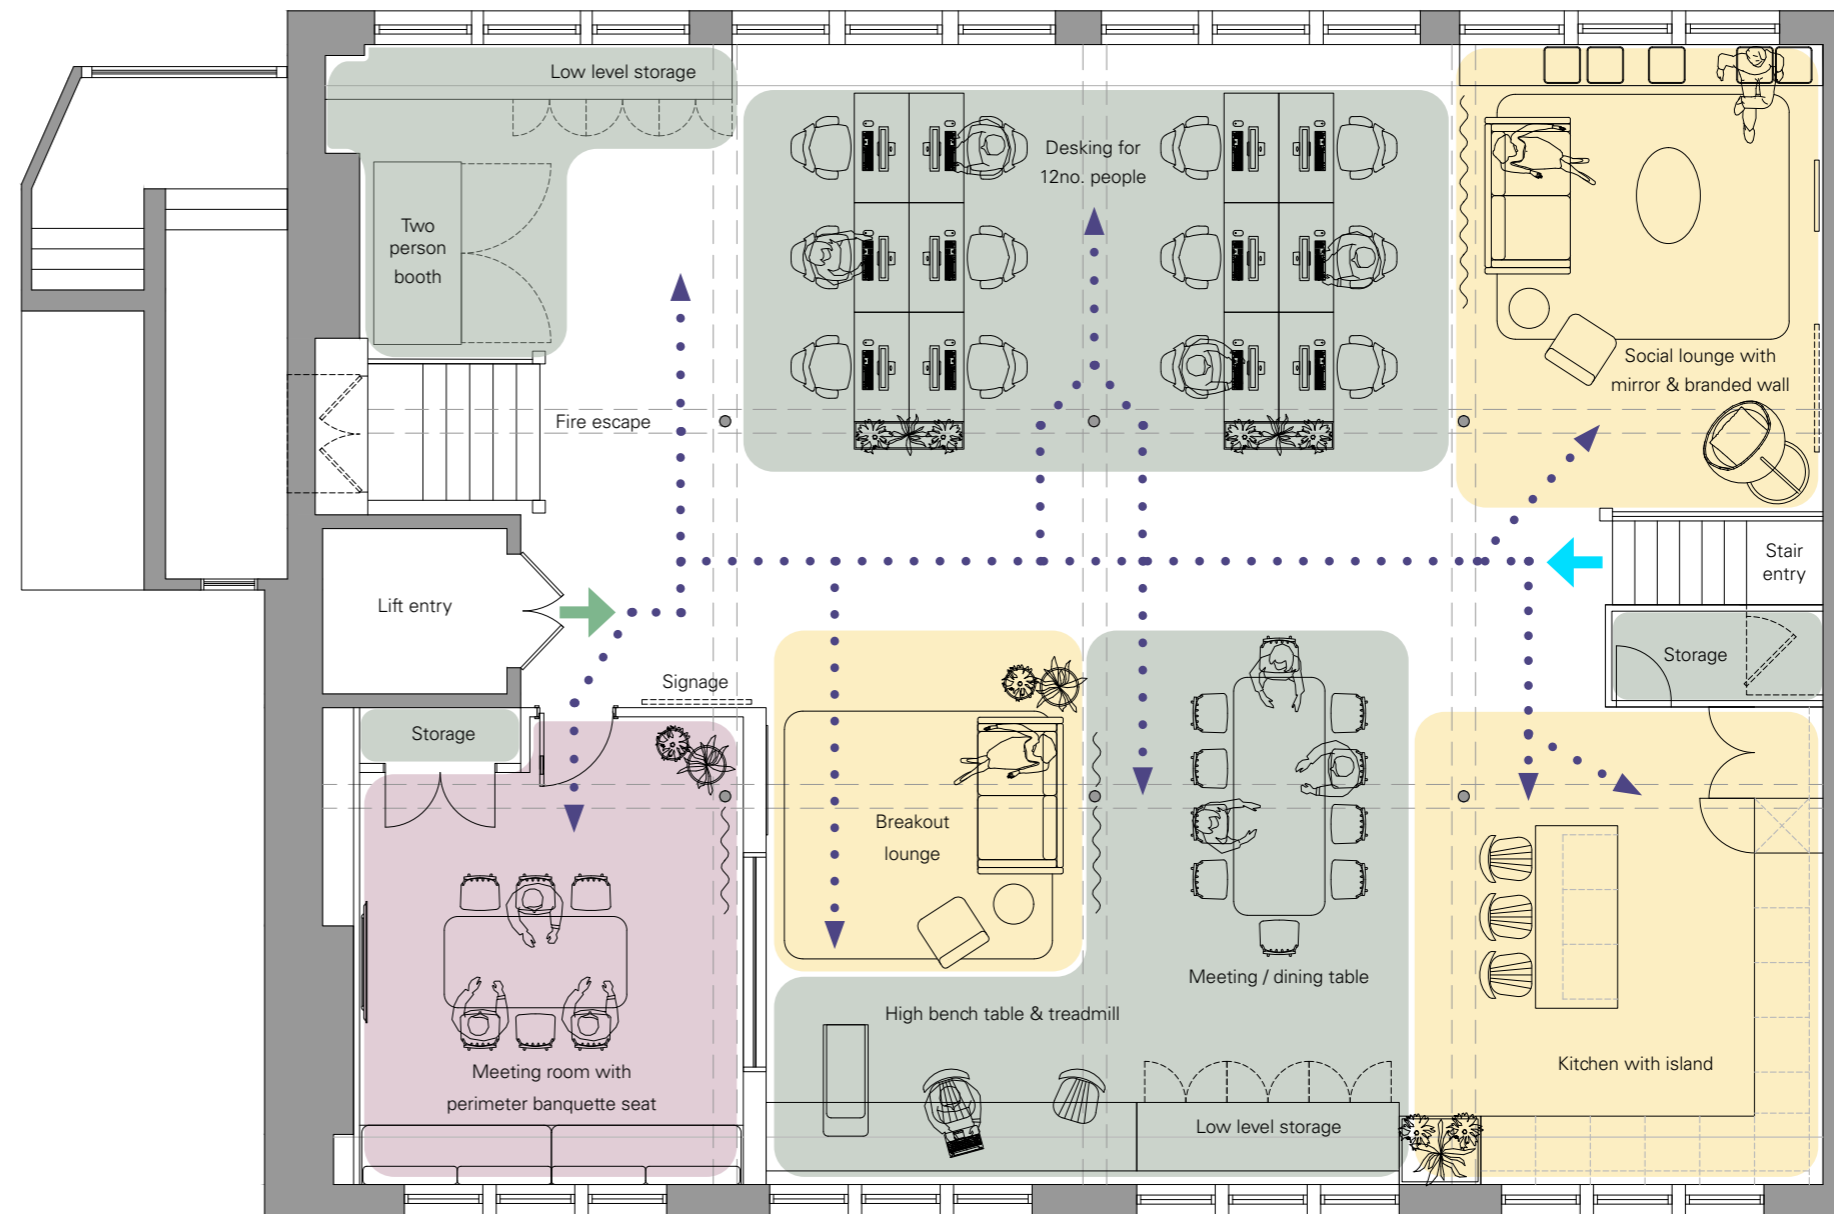 Low level storage
Two
person
booth
Desking for
12no. people
Social lounge with
mirror & branded wall
Fire escape
Lift entry
Stair
entry
Storage
Signage
Storage
Breakout
lounge
Meeting / dining table
High bench table & treadmill
Kitchen with island
Meeting room with
perimeter banquette seat
Low level storage